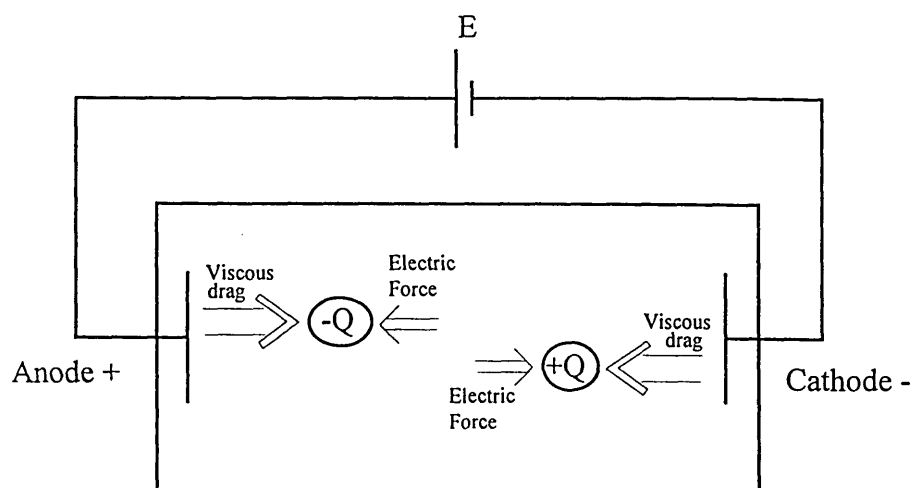 E
Viscous
drag
Electric
Force
-Q
Viscous
drag
+Q
Anode +
Electric
Force
Cathode -